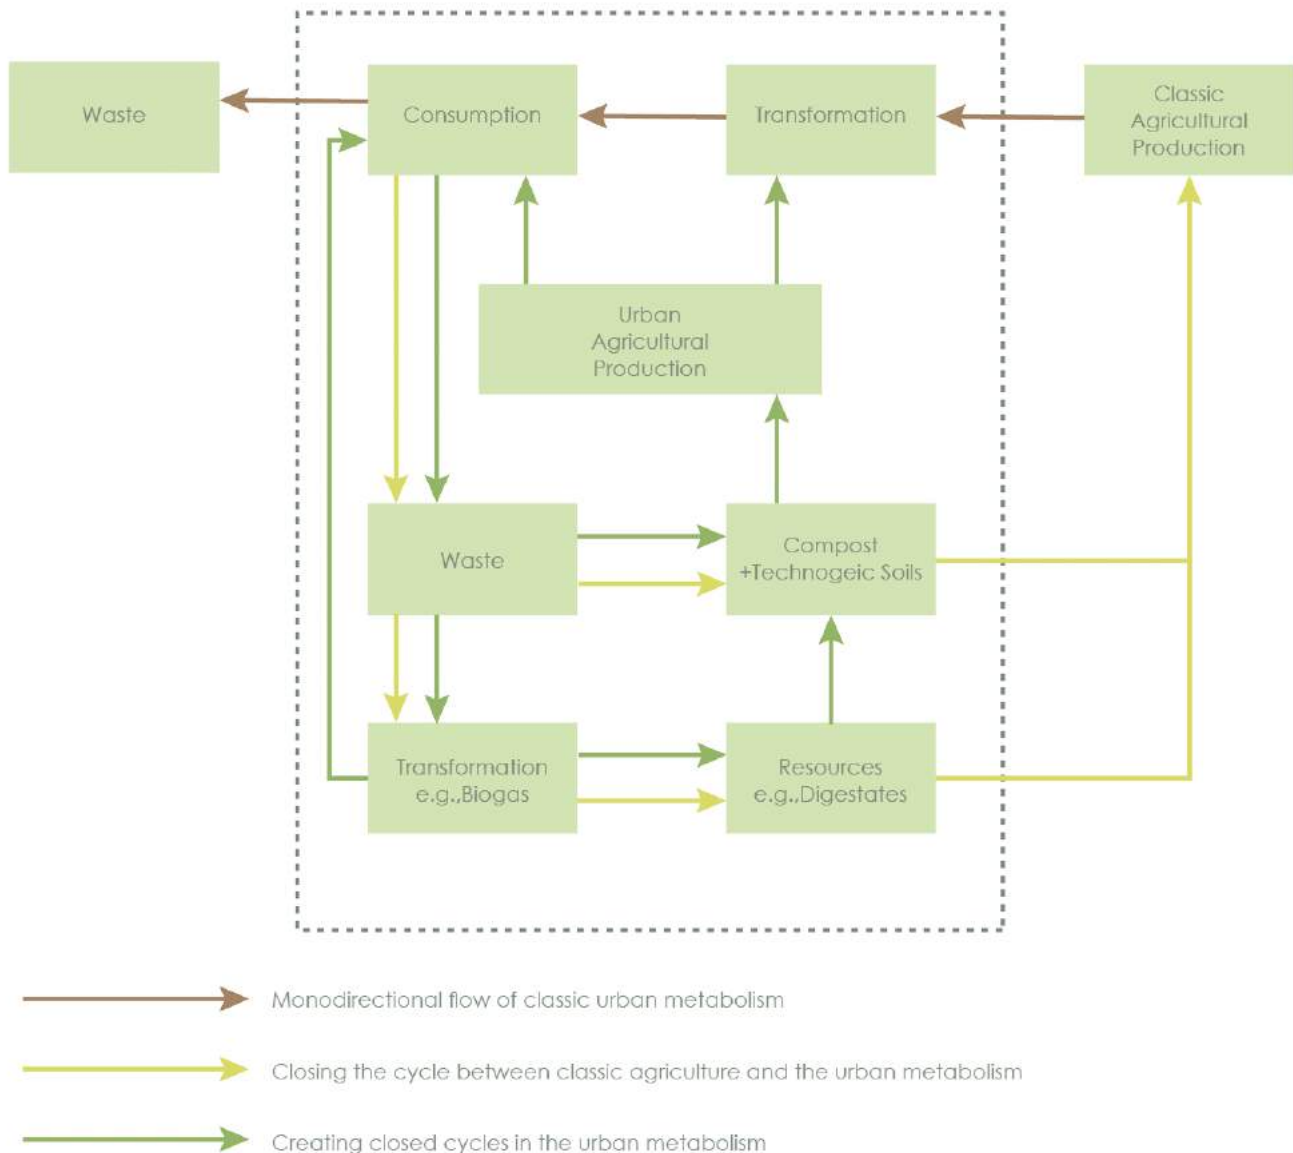 Waste
Consumption
Transformation
Classic
Agricultural
Production
Urban
Agricultural
Production
Waste
Compost
+Technogeic Soils
Transformation
e.g.,Biogas
Resources
e.g.,Digestates
Monodirectional flow of classic urban metabolism
Closing the cycle between classic agriculture and the urban metabolism
Creating closed cycles in the urban metabolism